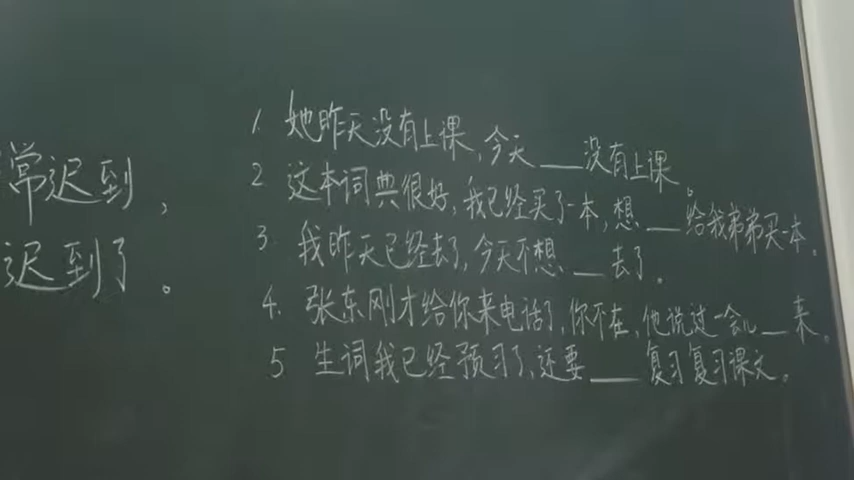 常迟到，
迟到了。
1. 她昨天没有上课，今天___没有上课。
2 这本词典很好，我已经买了一本，想___给我弟弟买一本。
3. 我昨天已经去了，今天不想___去了。
4. 张东刚才给你来电话了，你不在，他说过一会儿___来。
5 生词我已经预习了，还要___复习复习课文。